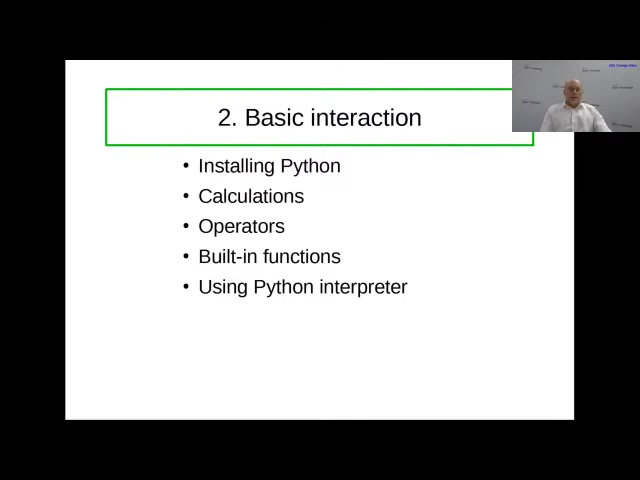 2. Basic interaction
• Installing Python
• Calculations
• Operators
• Built-in functions
• Using Python interpreter